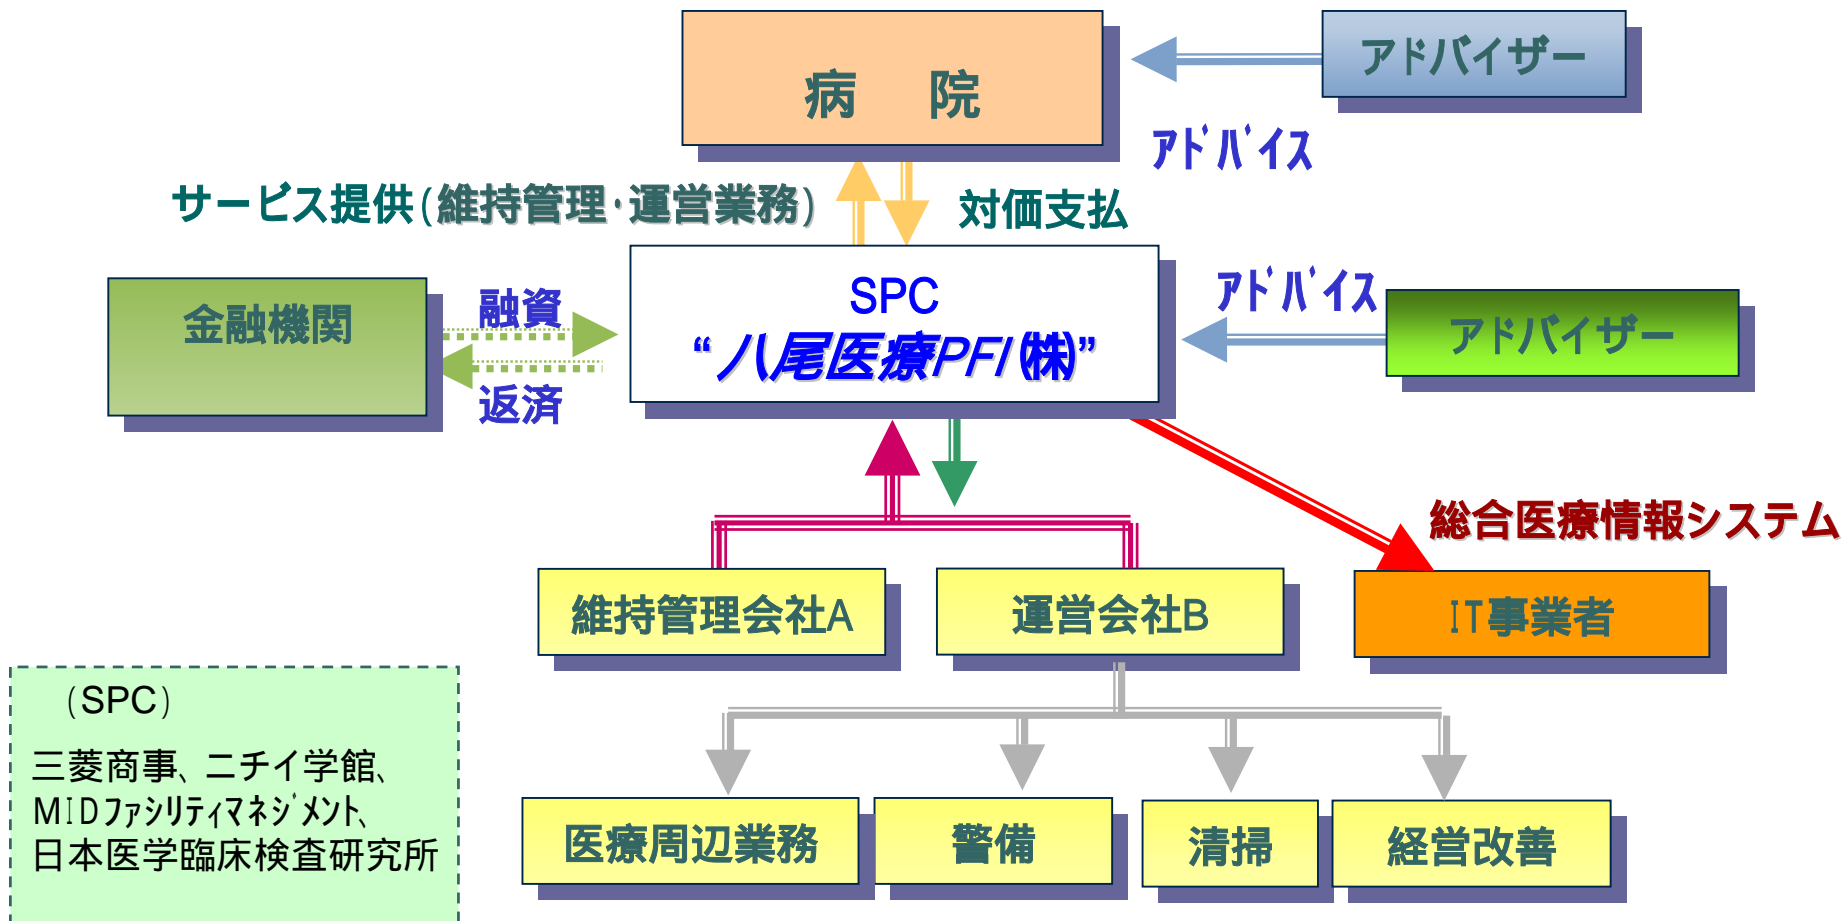 病　院
アドバイザー
アドバイス
サービス提供(維持管理・運営業務)
対価支払
金融機関
融資
返済
SPC
“八尾医療PFI(株)”
アドバイス
アドバイザー
総合医療情報システム
維持管理会社A
運営会社B
IT事業者
(SPC)
三菱商事、ニチイ学館、
MIDファシリティマネジメント、
日本医学臨床検査研究所
医療周辺業務
警備
清掃
経営改善